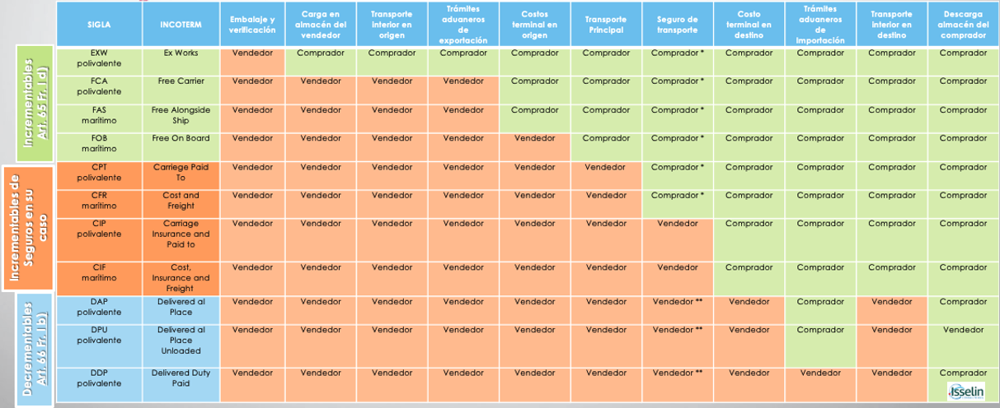 SIGLA INCOTERM Embalaje y verificación Carga en almacén del vendedor Transporte interior en origen Trámites aduaneros de exportación Costos terminal en origen Transporte Principal Seguro de transporte Costo terminal en destino Trámites aduaneros de importación Transporte interior en destino Descarga almacén del comprador
Incrementables Art. 65 Fr. I d)
EXW polivalente Ex Works Vendedor Comprador Comprador Comprador Comprador Comprador Comprador * Comprador Comprador Comprador Comprador
FCA polivalente Free Carrier Vendedor Vendedor Vendedor Vendedor Comprador Comprador Comprador * Comprador Comprador Comprador Comprador
FAS marítimo Free Alongside Ship Vendedor Vendedor Vendedor Vendedor Comprador Comprador Comprador * Comprador Comprador Comprador Comprador
FOB marítimo Free On Board Vendedor Vendedor Vendedor Vendedor Vendedor Comprador Comprador * Comprador Comprador Comprador Comprador
Incrementables de Seguros en su caso
CPT polivalente Carriege Paid To Vendedor Vendedor Vendedor Vendedor Vendedor Vendedor Comprador * Comprador Comprador Comprador Comprador
CFR marítimo Cost and Freight Vendedor Vendedor Vendedor Vendedor Vendedor Vendedor Comprador * Comprador Comprador Comprador Comprador
CIP polivalente Carriage Insurance and Paid to Vendedor Vendedor Vendedor Vendedor Vendedor Vendedor Vendedor Comprador Comprador Comprador Comprador
CIF marítimo Cost, Insurance and Freight Vendedor Vendedor Vendedor Vendedor Vendedor Vendedor Vendedor Comprador Comprador Comprador Comprador
Decrementables Art. 66 Fr. I b)
DAP polivalente Delivered al Place Vendedor Vendedor Vendedor Vendedor Vendedor Vendedor Vendedor ** Vendedor Comprador Vendedor Comprador
DPU polivalente Delivered al Place Unloaded Vendedor Vendedor Vendedor Vendedor Vendedor Vendedor Vendedor ** Vendedor Comprador Vendedor Vendedor
DDP polivalente Delivered Duty Paid Vendedor Vendedor Vendedor Vendedor Vendedor Vendedor Vendedor ** Vendedor Vendedor Vendedor Comprador
Isselin